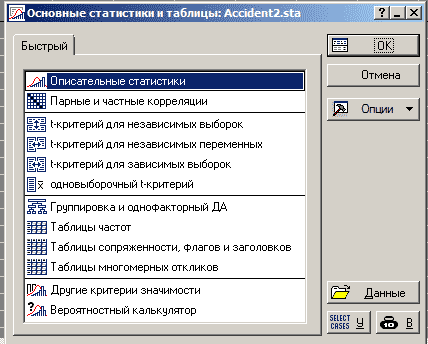 Основные статистики и таблицы: Accident2.sta
Быстрый
OK
Описательные статистики
Отмена
Парные и частные корреляции
Опции
t-критерий для независимых выборок
t-критерий для независимых переменных
t-критерий для зависимых выборок
одновыборочный t-критерий
Группировка и однофакторный ДА
Таблицы частот
Таблицы сопряженности, флагов и заголовков
Таблицы многомерных откликов
Другие критерии значимости
Данные
Вероятностный калькулятор
SELECT CASES У В